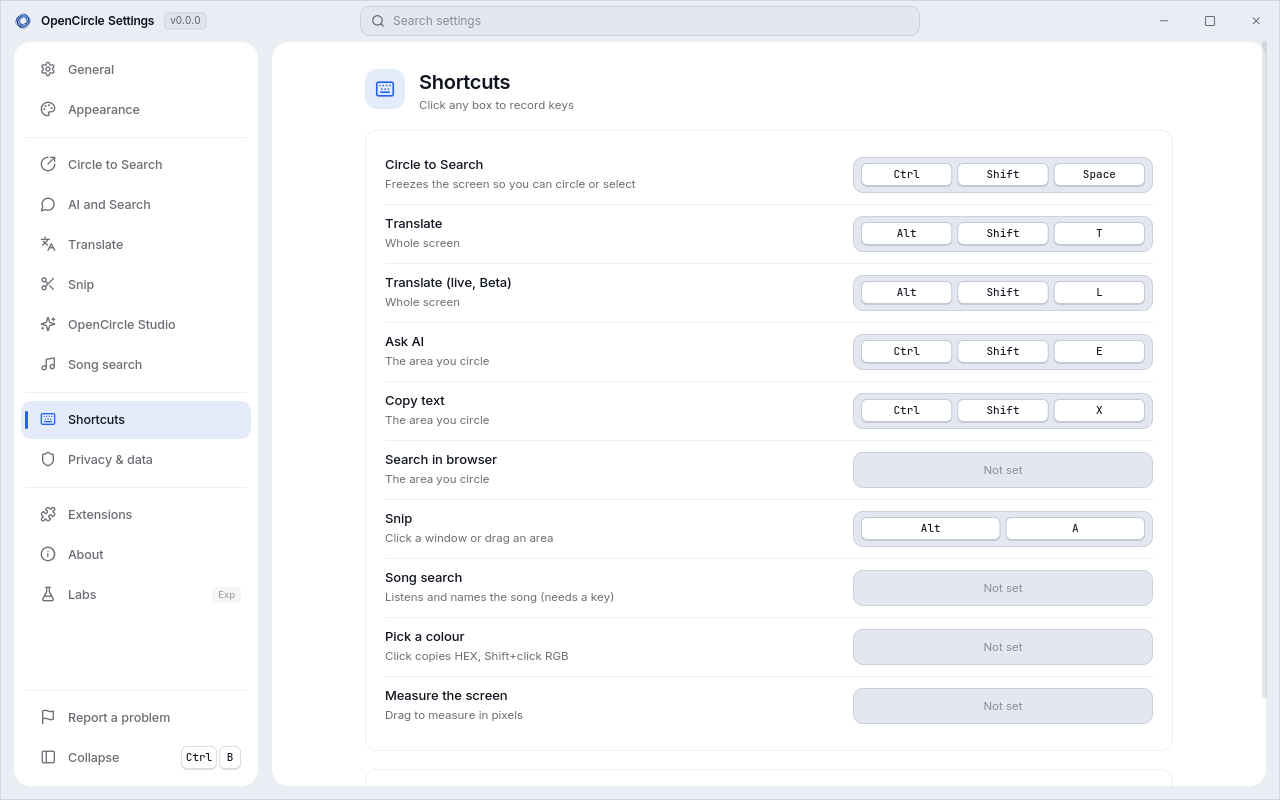 OpenCircle Settings v0.0.0
Search settings
General
Appearance
Circle to Search
AI and Search
Translate
Snip
OpenCircle Studio
Song search
Shortcuts
Privacy & data
Extensions
About
Labs Exp
Report a problem
Collapse Ctrl B
Shortcuts
Click any box to record keys
Circle to Search
Freezes the screen so you can circle or select
Ctrl Shift Space
Translate
Whole screen
Alt Shift T
Translate (live, Beta)
Whole screen
Alt Shift L
Ask AI
The area you circle
Ctrl Shift E
Copy text
The area you circle
Ctrl Shift X
Search in browser
The area you circle
Not set
Snip
Click a window or drag an area
Alt A
Song search
Listens and names the song (needs a key)
Not set
Pick a colour
Click copies HEX, Shift+click RGB
Not set
Measure the screen
Drag to measure in pixels
Not set